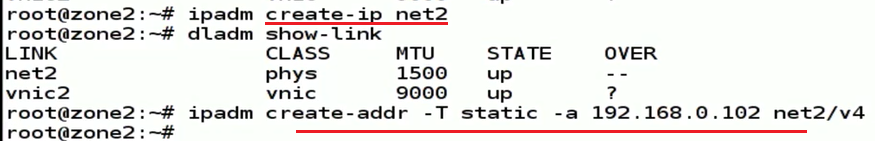 root@zone2:~# ipadm create-ip net2
root@zone2:~# dladm show-link
LINK CLASS MTU STATE OVER
net2 phys 1500 up --
vnic2 vnic 9000 up ?
root@zone2:~# ipadm create-addr -T static -a 192.168.0.102 net2/v4
root@zone2:~#